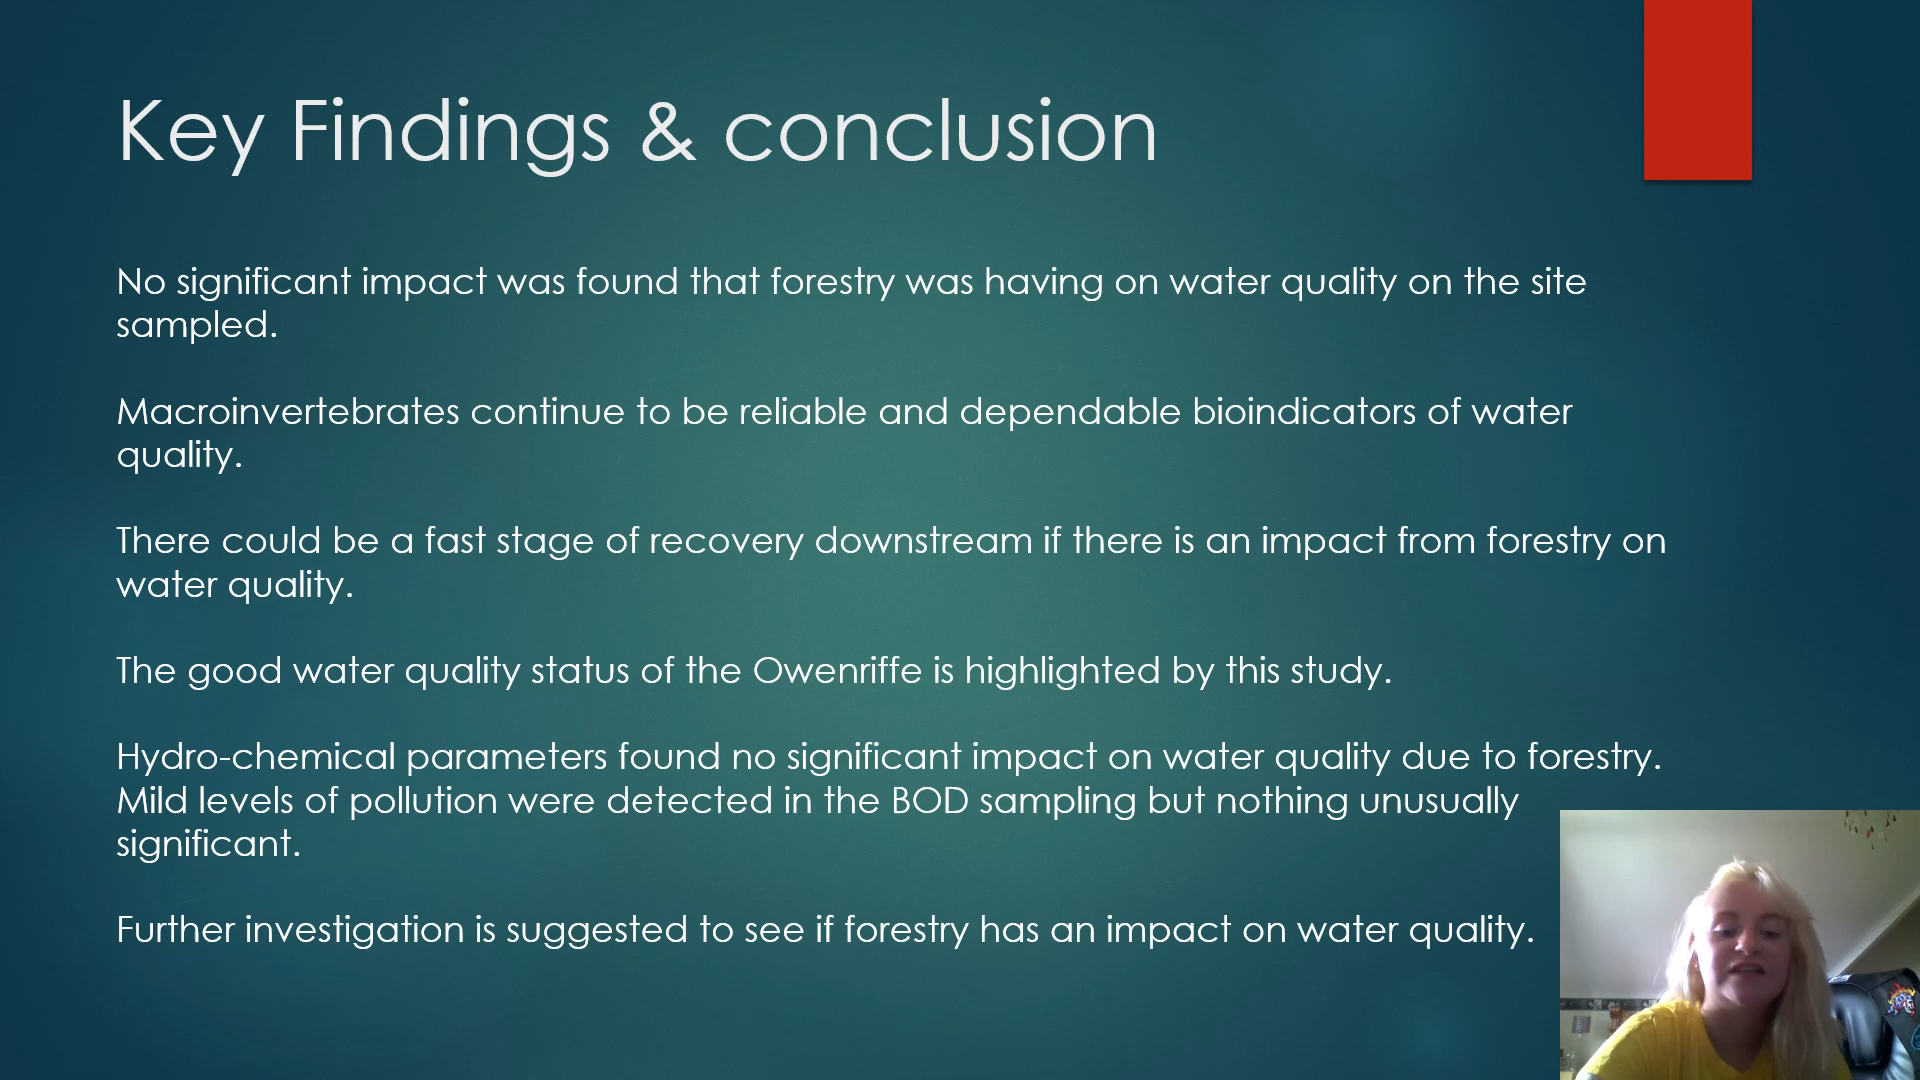 Key Findings & conclusion
No significant impact was found that forestry was having on water quality on the site
sampled.
Macroinvertebrates continue to be reliable and dependable bioindicators of water
quality.
There could be a fast stage of recovery downstream if there is an impact from forestry on
water quality.
The good water quality status of the Owenriffe is highlighted by this study.
Hydro-chemical parameters found no significant impact on water quality due to forestry.
Mild levels of pollution were detected in the BOD sampling but nothing unusually
significant.
Further investigation is suggested to see if forestry has an impact on water quality.